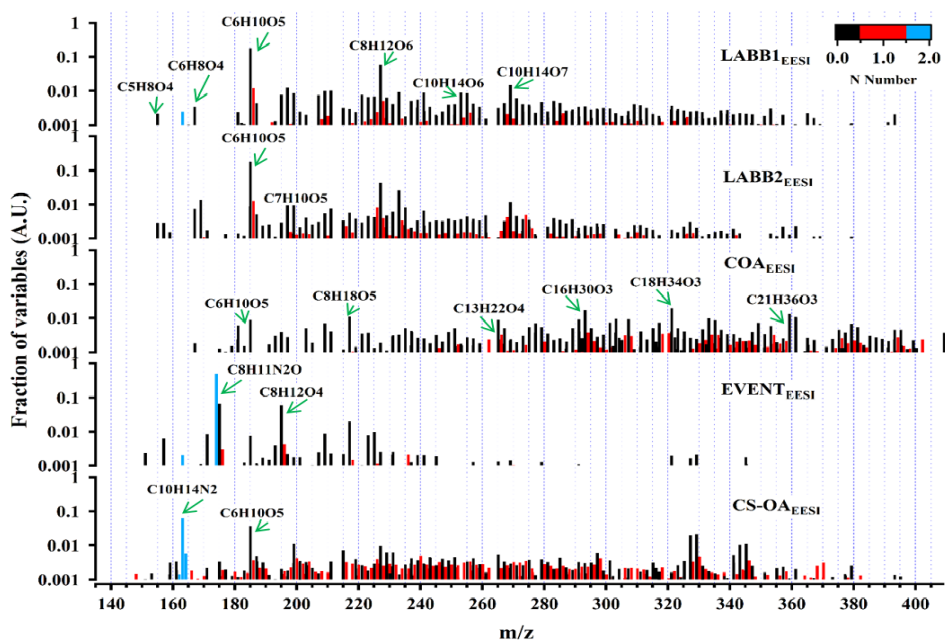 1
0.1
0.01
0.001
C6H10O5
C5H8O4
C6H8O4
C8H12O6
C10H14O6
C10H14O7
LABB1EESI
0.0 1.0 2.0
N Number
1
0.1
0.01
0.001
C6H10O5
C7H10O5
LABB2EESI
1
0.1
0.01
0.001
C6H10O5
C8H18O5
C13H22O4
C16H30O3
C18H34O3
C21H36O3
COAEESI
1
0.1
0.01
0.001
C8H11N2O
C8H12O4
EVENTEESI
1
0.1
0.01
0.001
C10H14N2
C6H10O5
CS-OAEESI
Fraction of variables (A.U.)
140 160 180 200 220 240 260 280 300 320 340 360 380 400
m/z